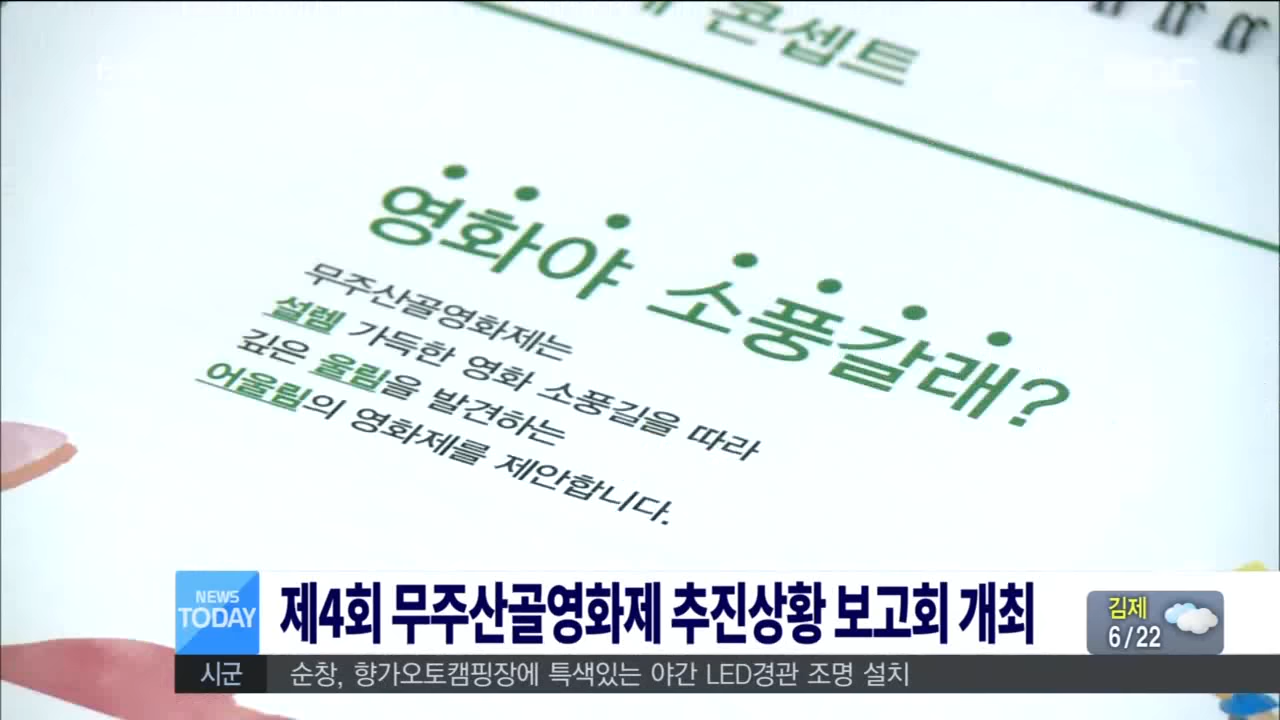 콘셉트
MBC
영화야 소풍갈래?
무주산골영화제는
설렘 가득한 영화 소풍길을 따라
깊은 울림을 발견하는
어울림의 영화제를 제안합니다.
NEWS
TODAY
제4회 무주산골영화제 추진상황 보고회 개최
김제
6/22
시군
순창, 향가오토캠핑장에 특색있는 야간 LED경관 조명 설치